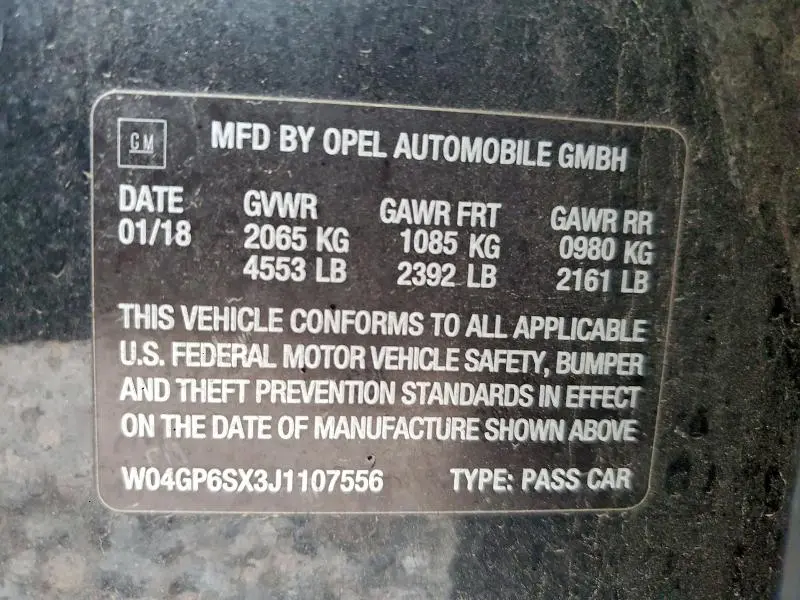 GM MFD BY OPEL AUTOMOBILE GMBH
DATE GVWR GAWR FRT GAWR RR
01/18 2065 KG 1085 KG 0980 KG
4553 LB 2392 LB 2161 LB
THIS VEHICLE CONFORMS TO ALL APPLICABLE
U.S. FEDERAL MOTOR VEHICLE SAFETY, BUMPER
AND THEFT PREVENTION STANDARDS IN EFFECT
ON THE DATE OF MANUFACTURE SHOWN ABOVE
W04GP6SX3J1107556 TYPE: PASS CAR